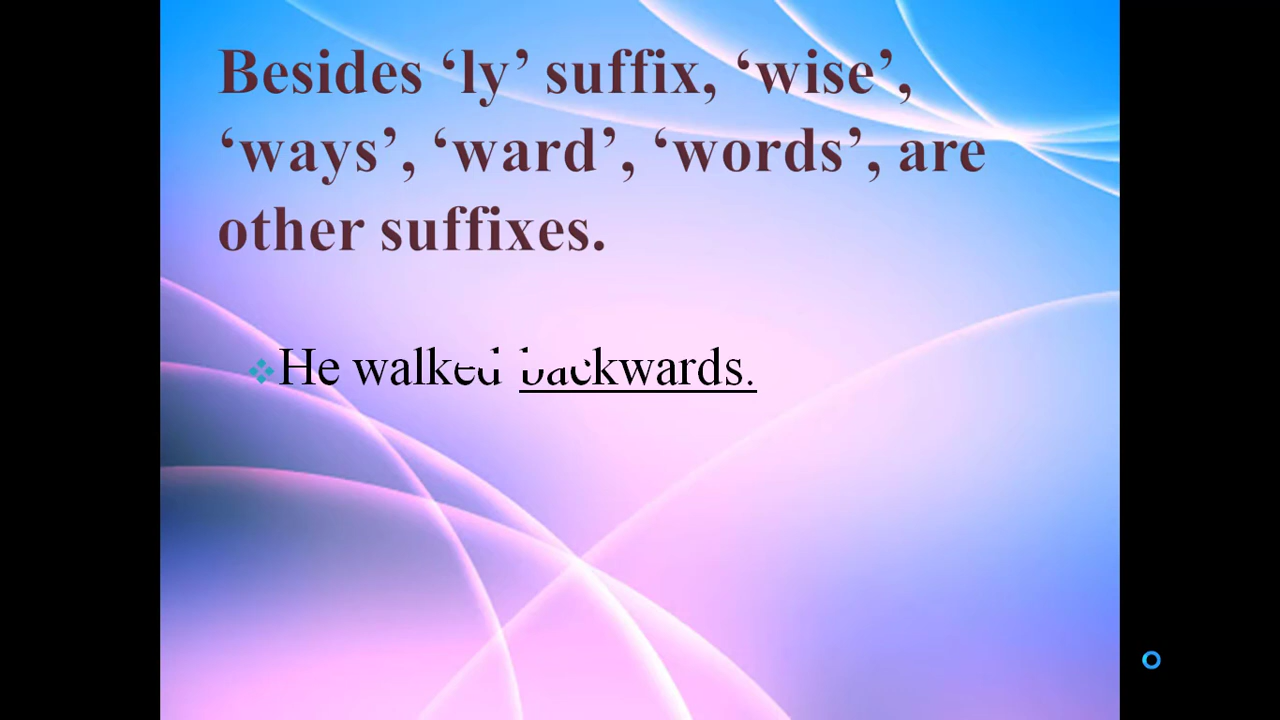 Besides ‘ly’ suffix, ‘wise’,
‘ways’, ‘ward’, ‘words’, are
other suffixes.
He walked backwards.